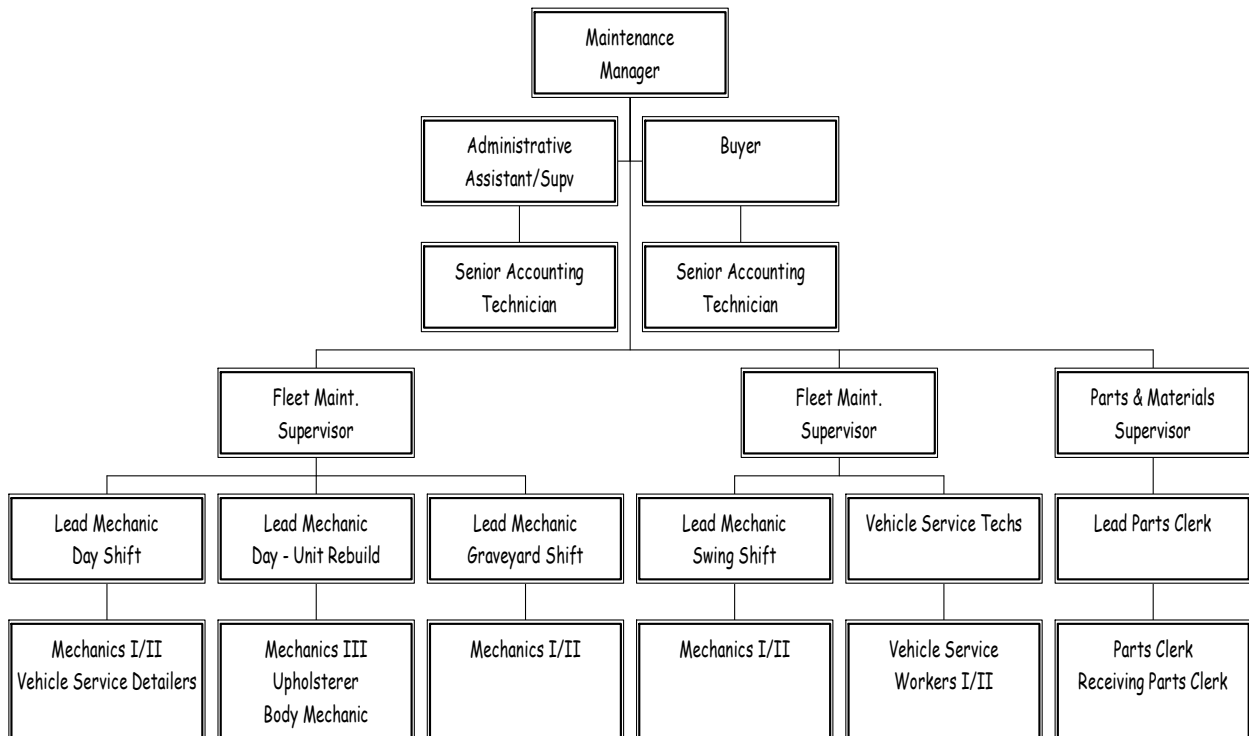 Maintenance
Manager
Administrative
Assistant/Supv
Buyer
Senior Accounting
Technician
Senior Accounting
Technician
Fleet Maint.
Supervisor
Fleet Maint.
Supervisor
Parts & Materials
Supervisor
Lead Mechanic
Day Shift
Lead Mechanic
Day - Unit Rebuild
Lead Mechanic
Graveyard Shift
Lead Mechanic
Swing Shift
Vehicle Service Techs
Lead Parts Clerk
Mechanics I/II
Vehicle Service Detailers
Mechanics III
Upholsterer
Body Mechanic
Mechanics I/II
Mechanics I/II
Vehicle Service
Workers I/II
Parts Clerk
Receiving Parts Clerk